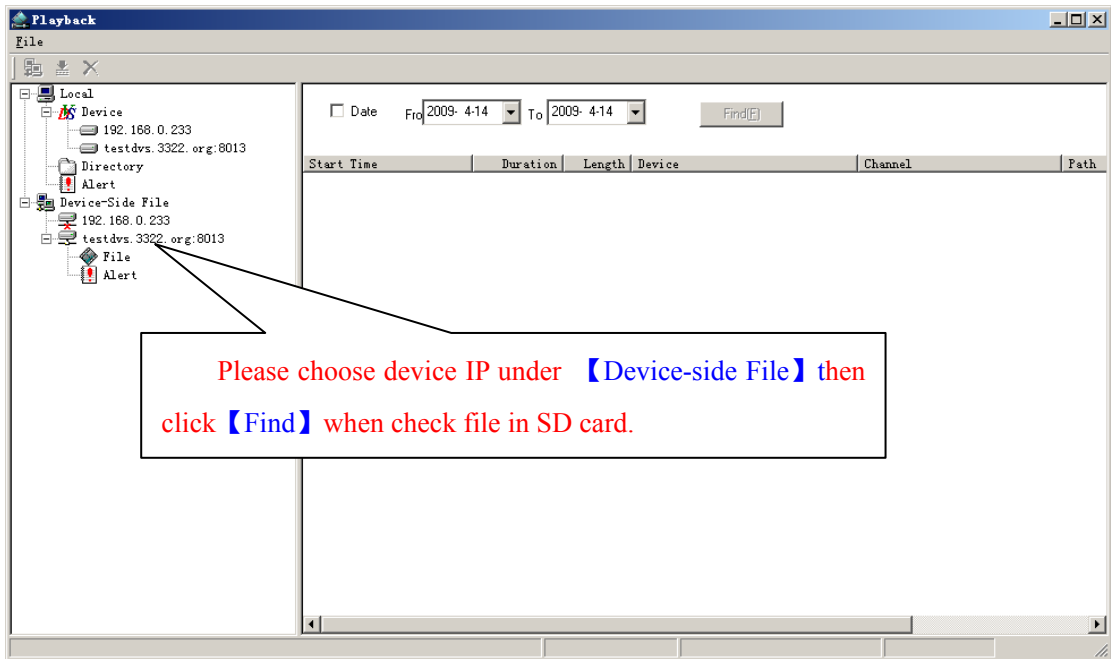 Playback
File
Local
Device
192.168.0.233
testdvs.3322.org:8013
Directory
Alert
Device-Side File
192.168.0.233
testdvs.3322.org:8013
File
Alert
Date Fro 2009- 4-14 To 2009- 4-14 Find(F)
Start Time Duration Length Device Channel Path
Please choose device IP under 【Device-side File】then
click【Find】when check file in SD card.